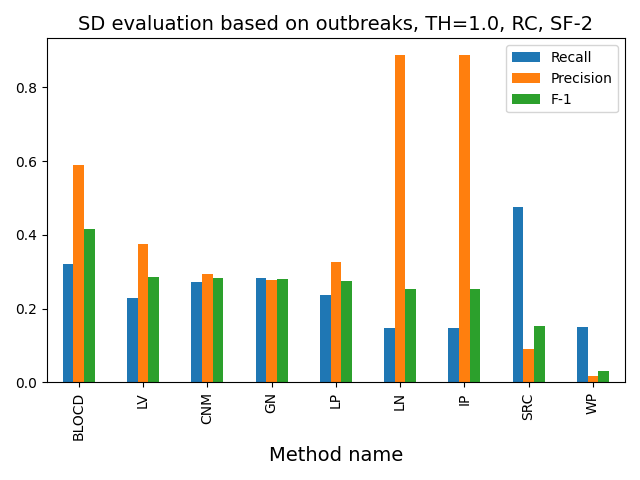 SD evaluation based on outbreaks, TH=1.0, RC, SF-2
Recall
Precision
F-1
0.8
0.6
0.4
0.2
0.0
BLOCD
LV
CNM
GN
LP
LN
IP
SRC
WP
Method name